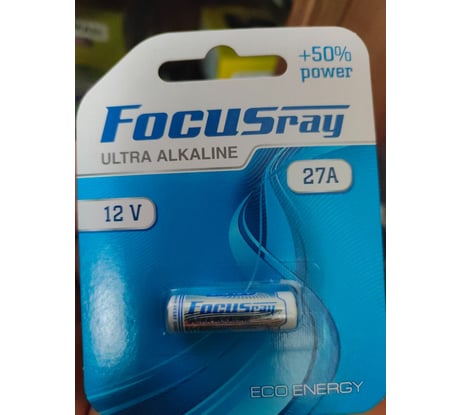 +50%
power
FOCUSray
ULTRA ALKALINE
27A
12 V
FOCUSray
ECO ENERGY